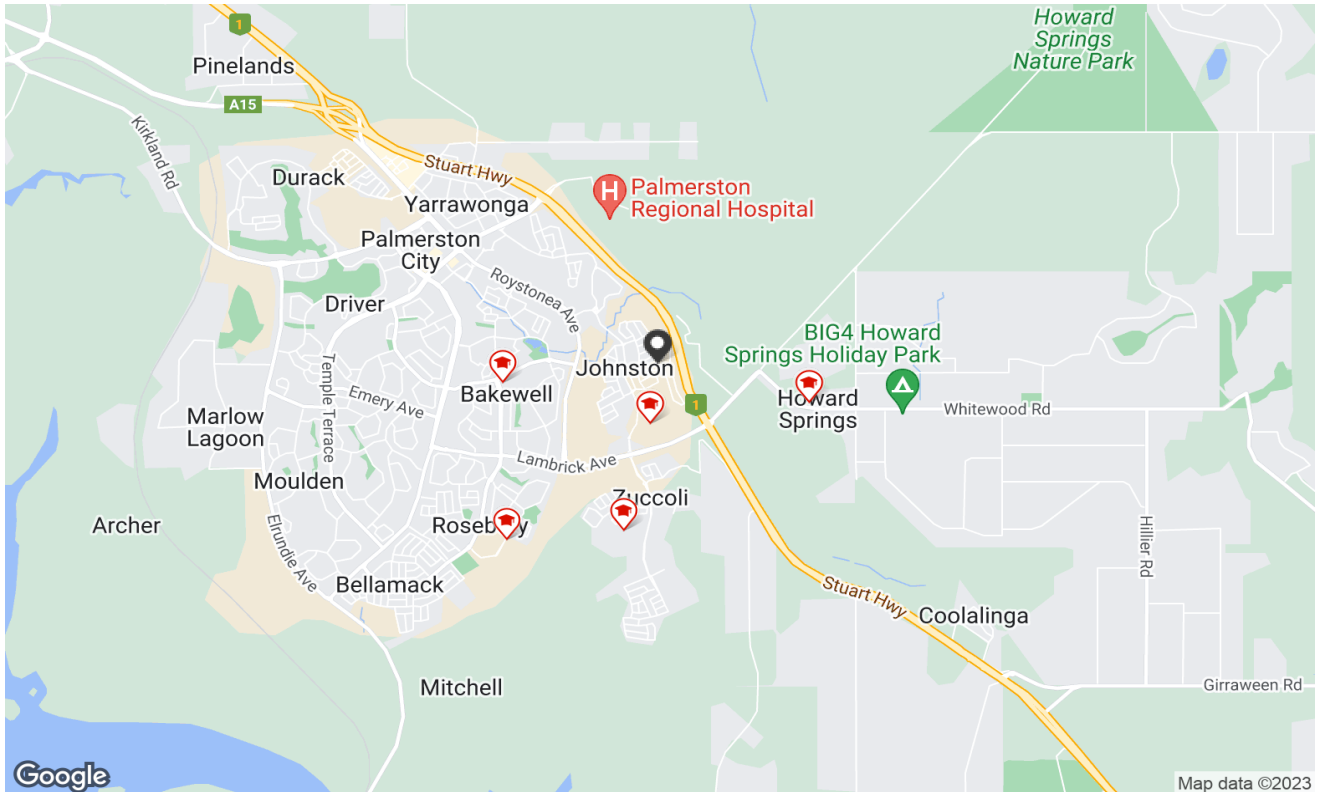 1
Howard
Springs
Nature Park
Pinelands
A15
Kirkland Rd
Stuart Hwy
Durack
H
Palmerston
Regional Hospital
Yarrawonga
Palmerston
City
Roystonea Ave
Driver
BIG4 Howard
Springs Holiday Park
Johnston
Temple Terrace
Emery Ave
Bakewell
1
Howard
Springs
Whitewood Rd
Marlow
Lagoon
Lambrick Ave
Moulden
Zuccoli
Archer
Rosebery
Elrundie Ave
Hillier Rd
Bellamack
Stuart Hwy
Coolalinga
Mitchell
Girraween Rd
Google
Map data ©2023